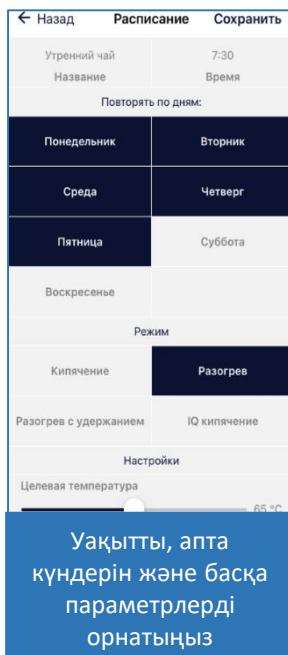 ← Назад Расписание Сохранить
Утренний чай 7:30
Название Время
Повторять по дням:
Понедельник Вторник
Среда Четверг
Пятница Суббота
Воскресенье
Режим
Кипячение Разогрев
Разогрев с удержанием IQ кипячение
Настройки
Целевая температура
65 °C
Уақытты, апта
күндерін және басқа
параметрлерді
орнатыңыз